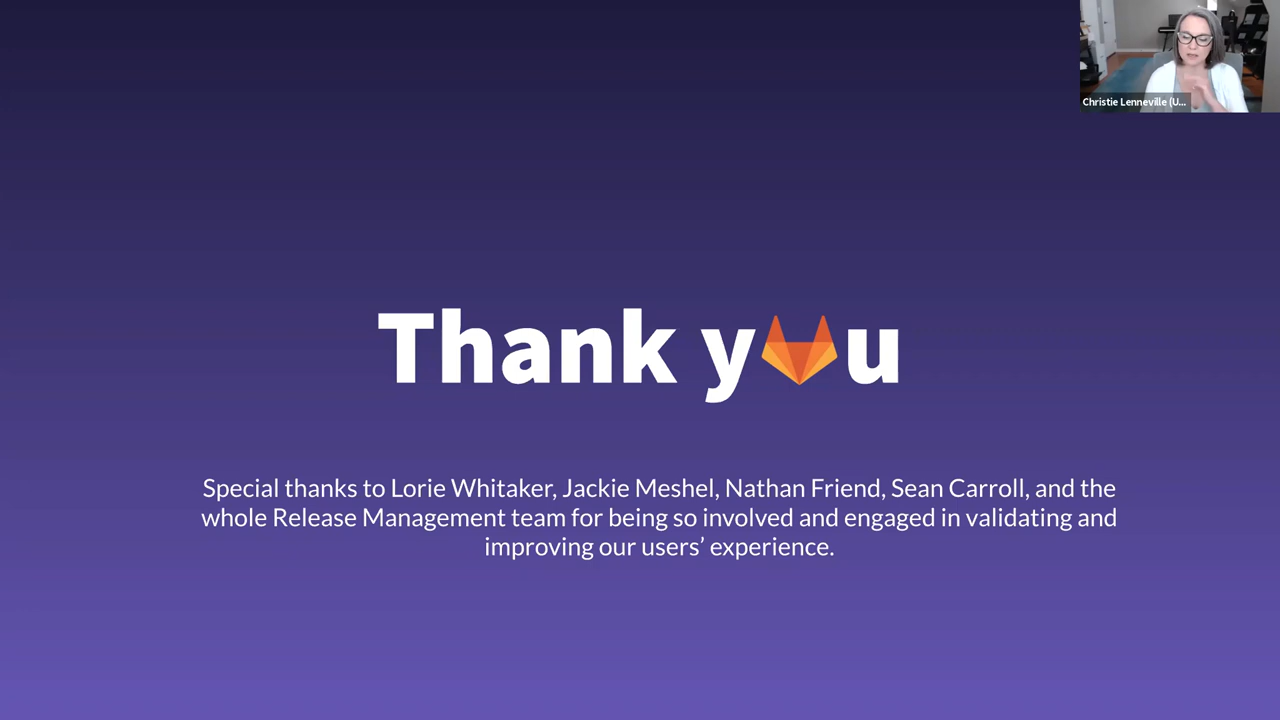 Christie Lenneville (U...
Thank you
Special thanks to Lorie Whitaker, Jackie Meshel, Nathan Friend, Sean Carroll, and the
whole Release Management team for being so involved and engaged in validating and
improving our users’ experience.